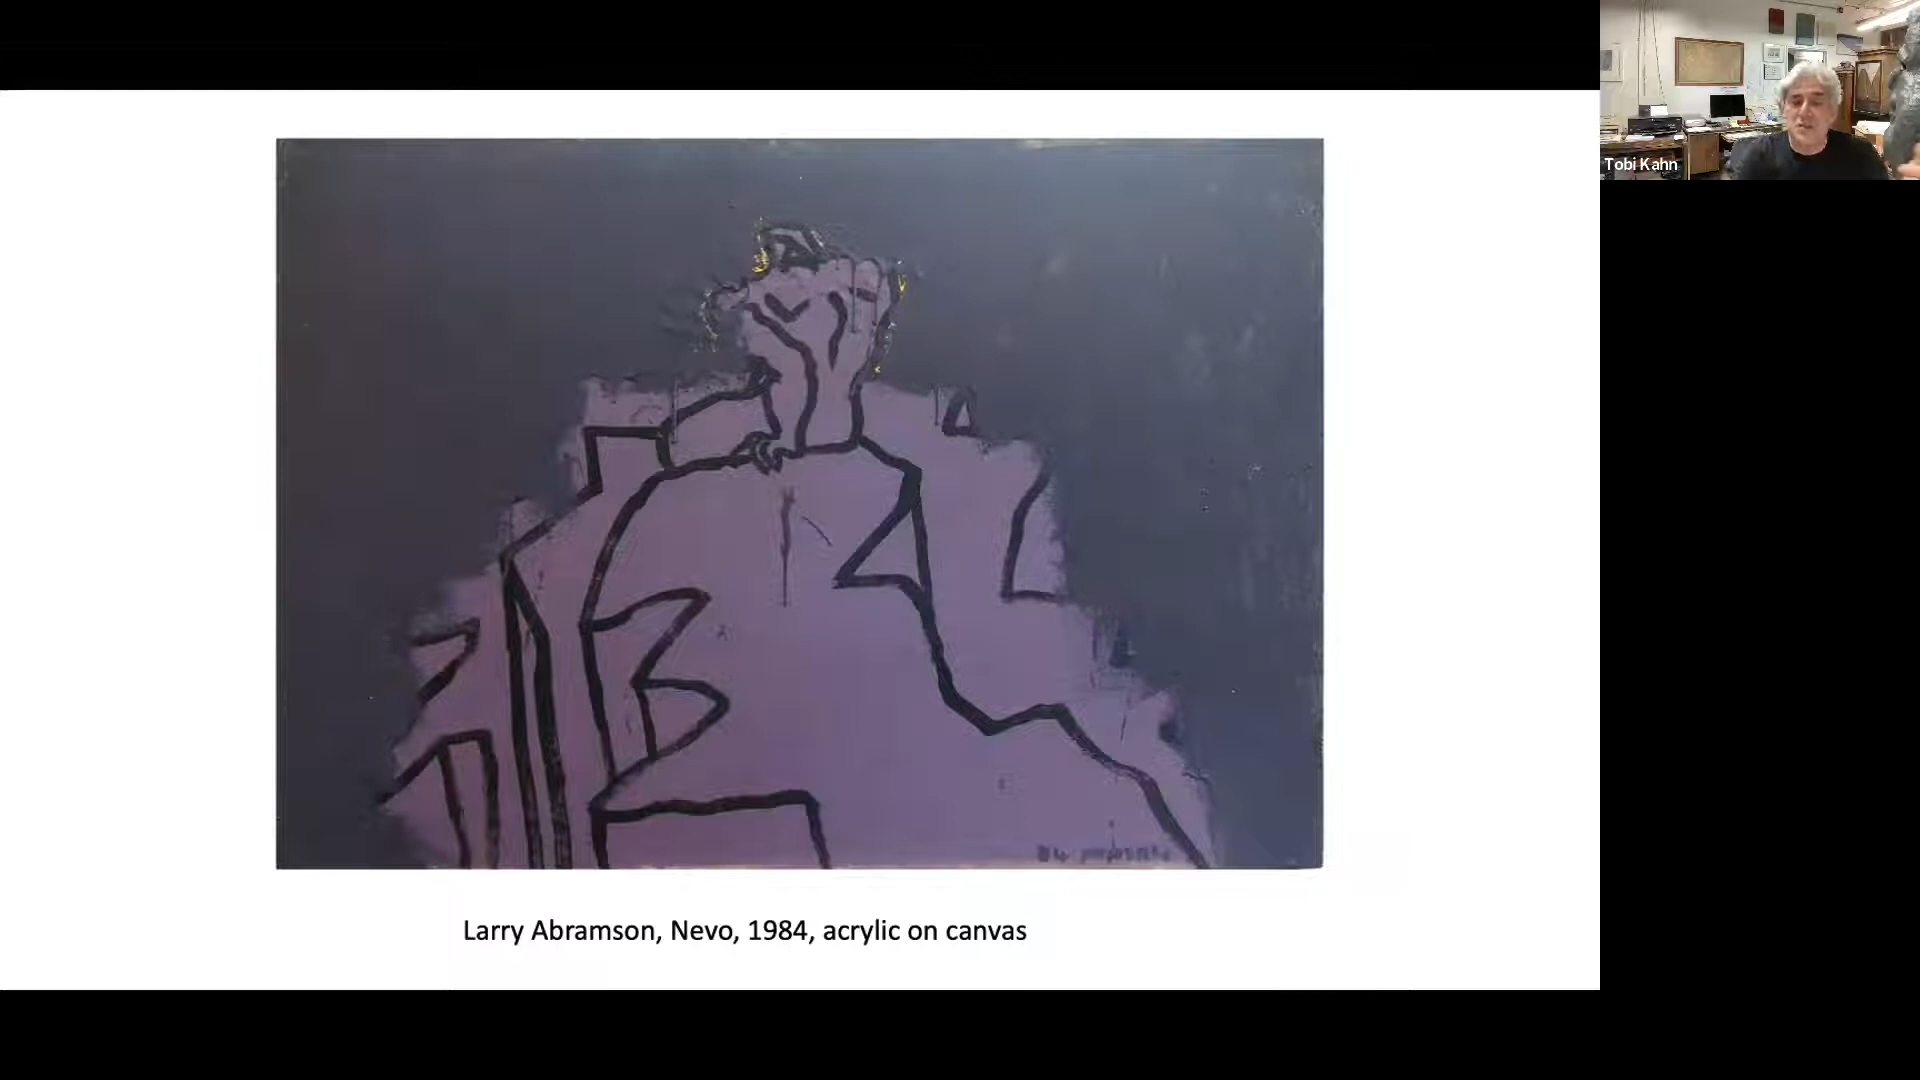 Tobi Kahn
Larry Abramson, Nevo, 1984, acrylic on canvas